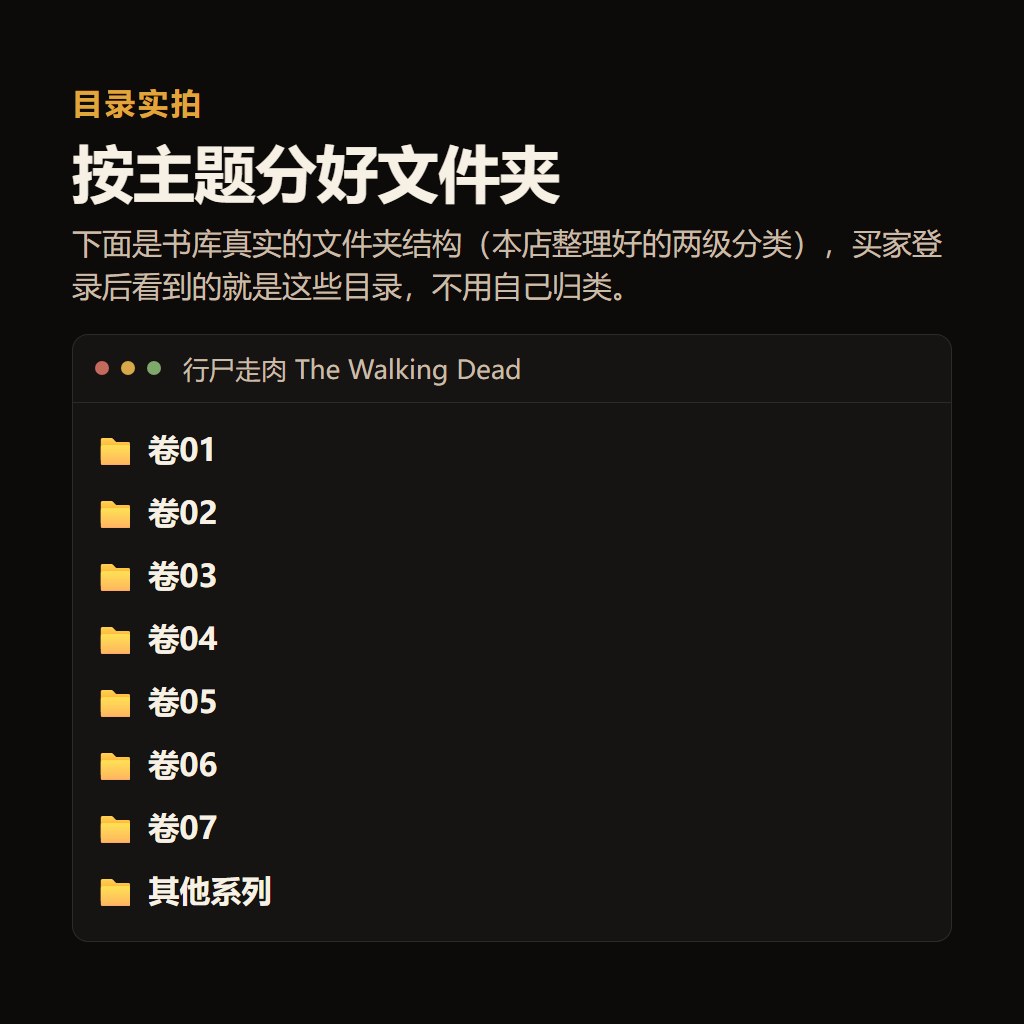 目录实拍
按主题分好文件夹
下面是书库真实的文件夹结构（本店整理好的两级分类），买家登
录后看到的就是这些目录，不用自己归类。
行尸走肉 The Walking Dead
卷01
卷02
卷03
卷04
卷05
卷06
卷07
其他系列